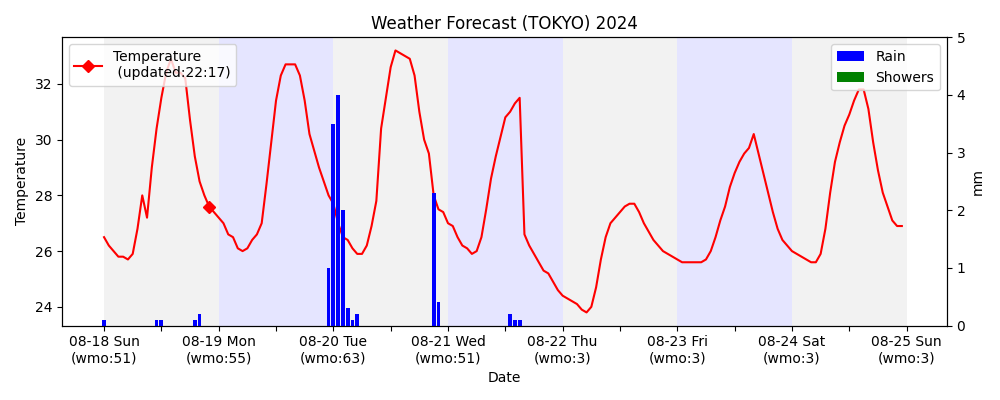 Weather Forecast (TOKYO) 2024
Temperature
(updated:22:17)
Rain
Showers
Temperature
32
30
28
26
24
5
4
3
2
1
0
mm
08-18 Sun
(wmo:51)
08-19 Mon
(wmo:55)
08-20 Tue
(wmo:63)
08-21 Wed
(wmo:51)
08-22 Thu
(wmo:3)
08-23 Fri
(wmo:3)
08-24 Sat
(wmo:3)
08-25 Sun
(wmo:3)
Date